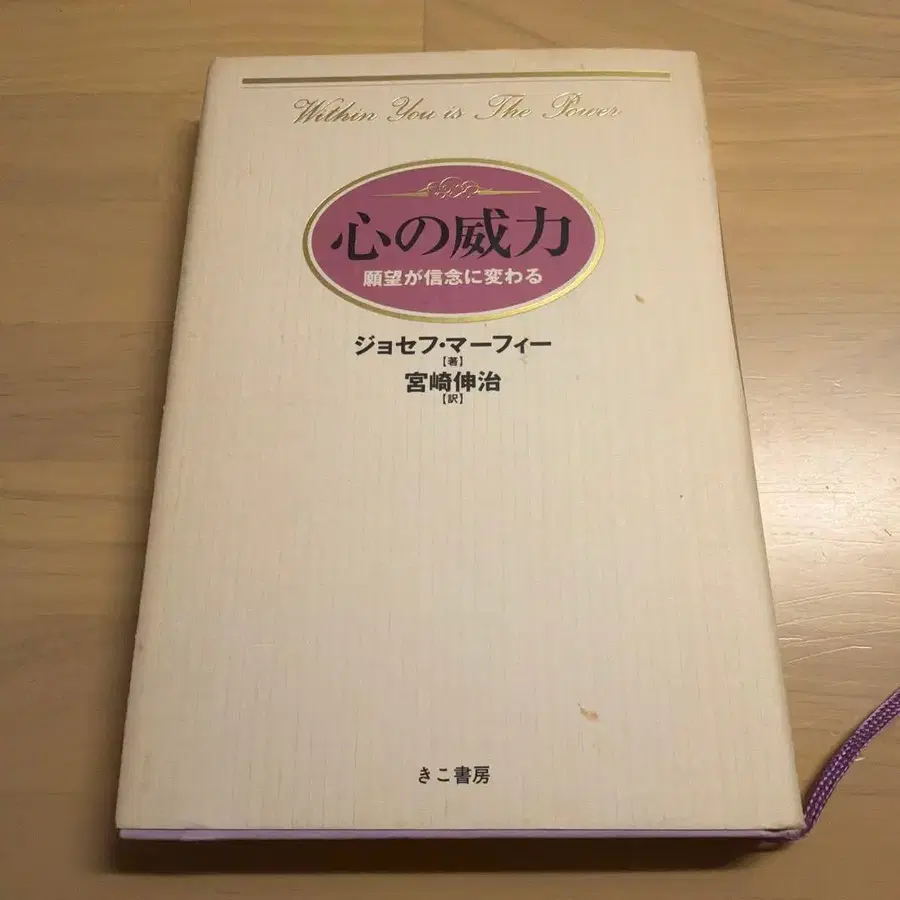 Within You is The Power
心の威力
願望が信念に変わる
ジョセフ・マーフィー
【著】
宮崎伸治
【訳】
きこ書房